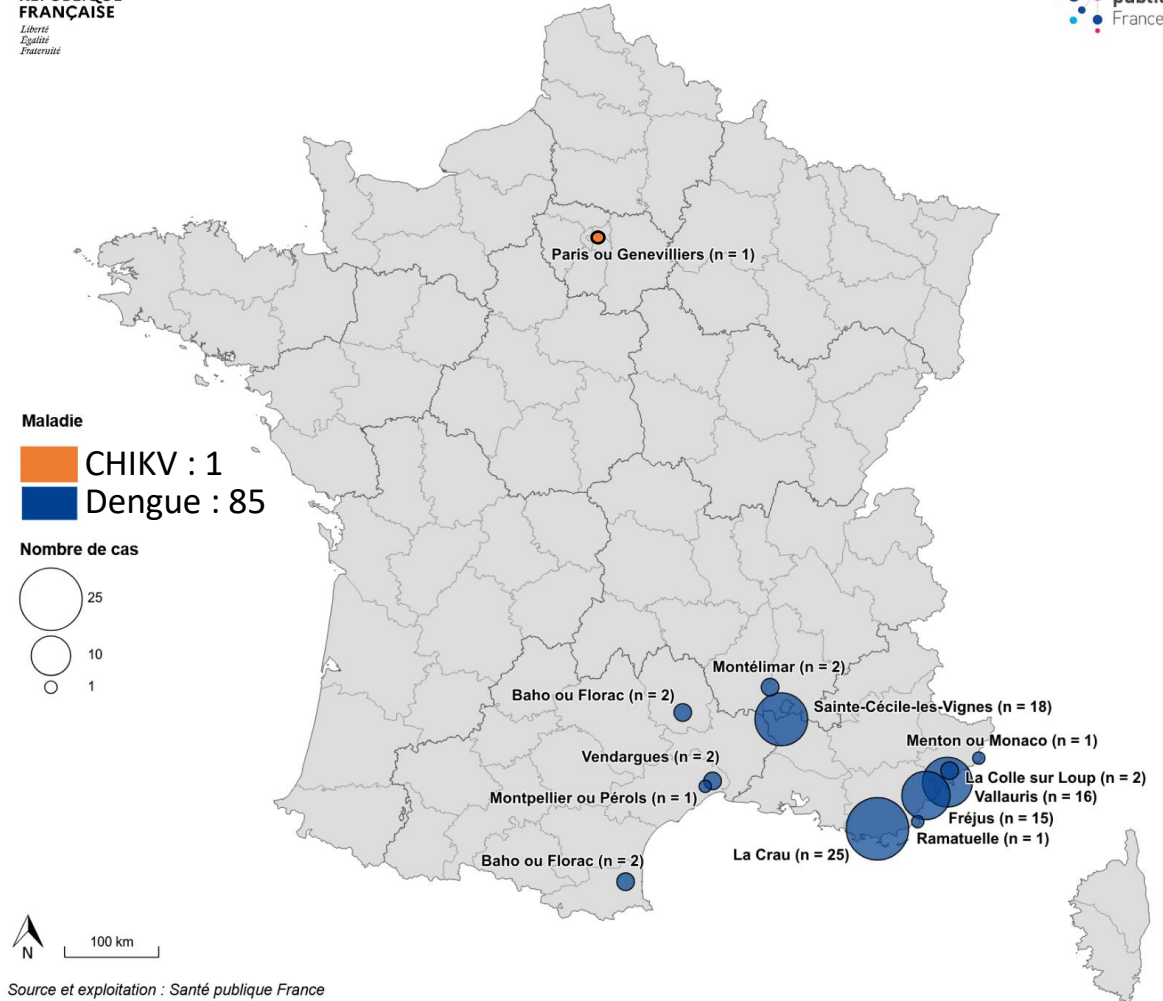 FRANÇAISE
Liberté
Égalité
Fraternité
France
Paris ou Genevilliers (n = 1)
Maladie
CHIKV : 1
Dengue : 85
Nombre de cas
25
10
1
Montélimar (n = 2)
Baho ou Florac (n = 2)
Sainte-Cécile-les-Vignes (n = 18)
Menton ou Monaco (n = 1)
Vendargues (n = 2)
La Colle sur Loup (n = 2)
Vallauris (n = 16)
Montpellier ou Pérols (n = 1)
Fréjus (n = 15)
Ramatuelle (n = 1)
La Crau (n = 25)
Baho ou Florac (n = 2)
N
100 km
Source et exploitation : Santé publique France